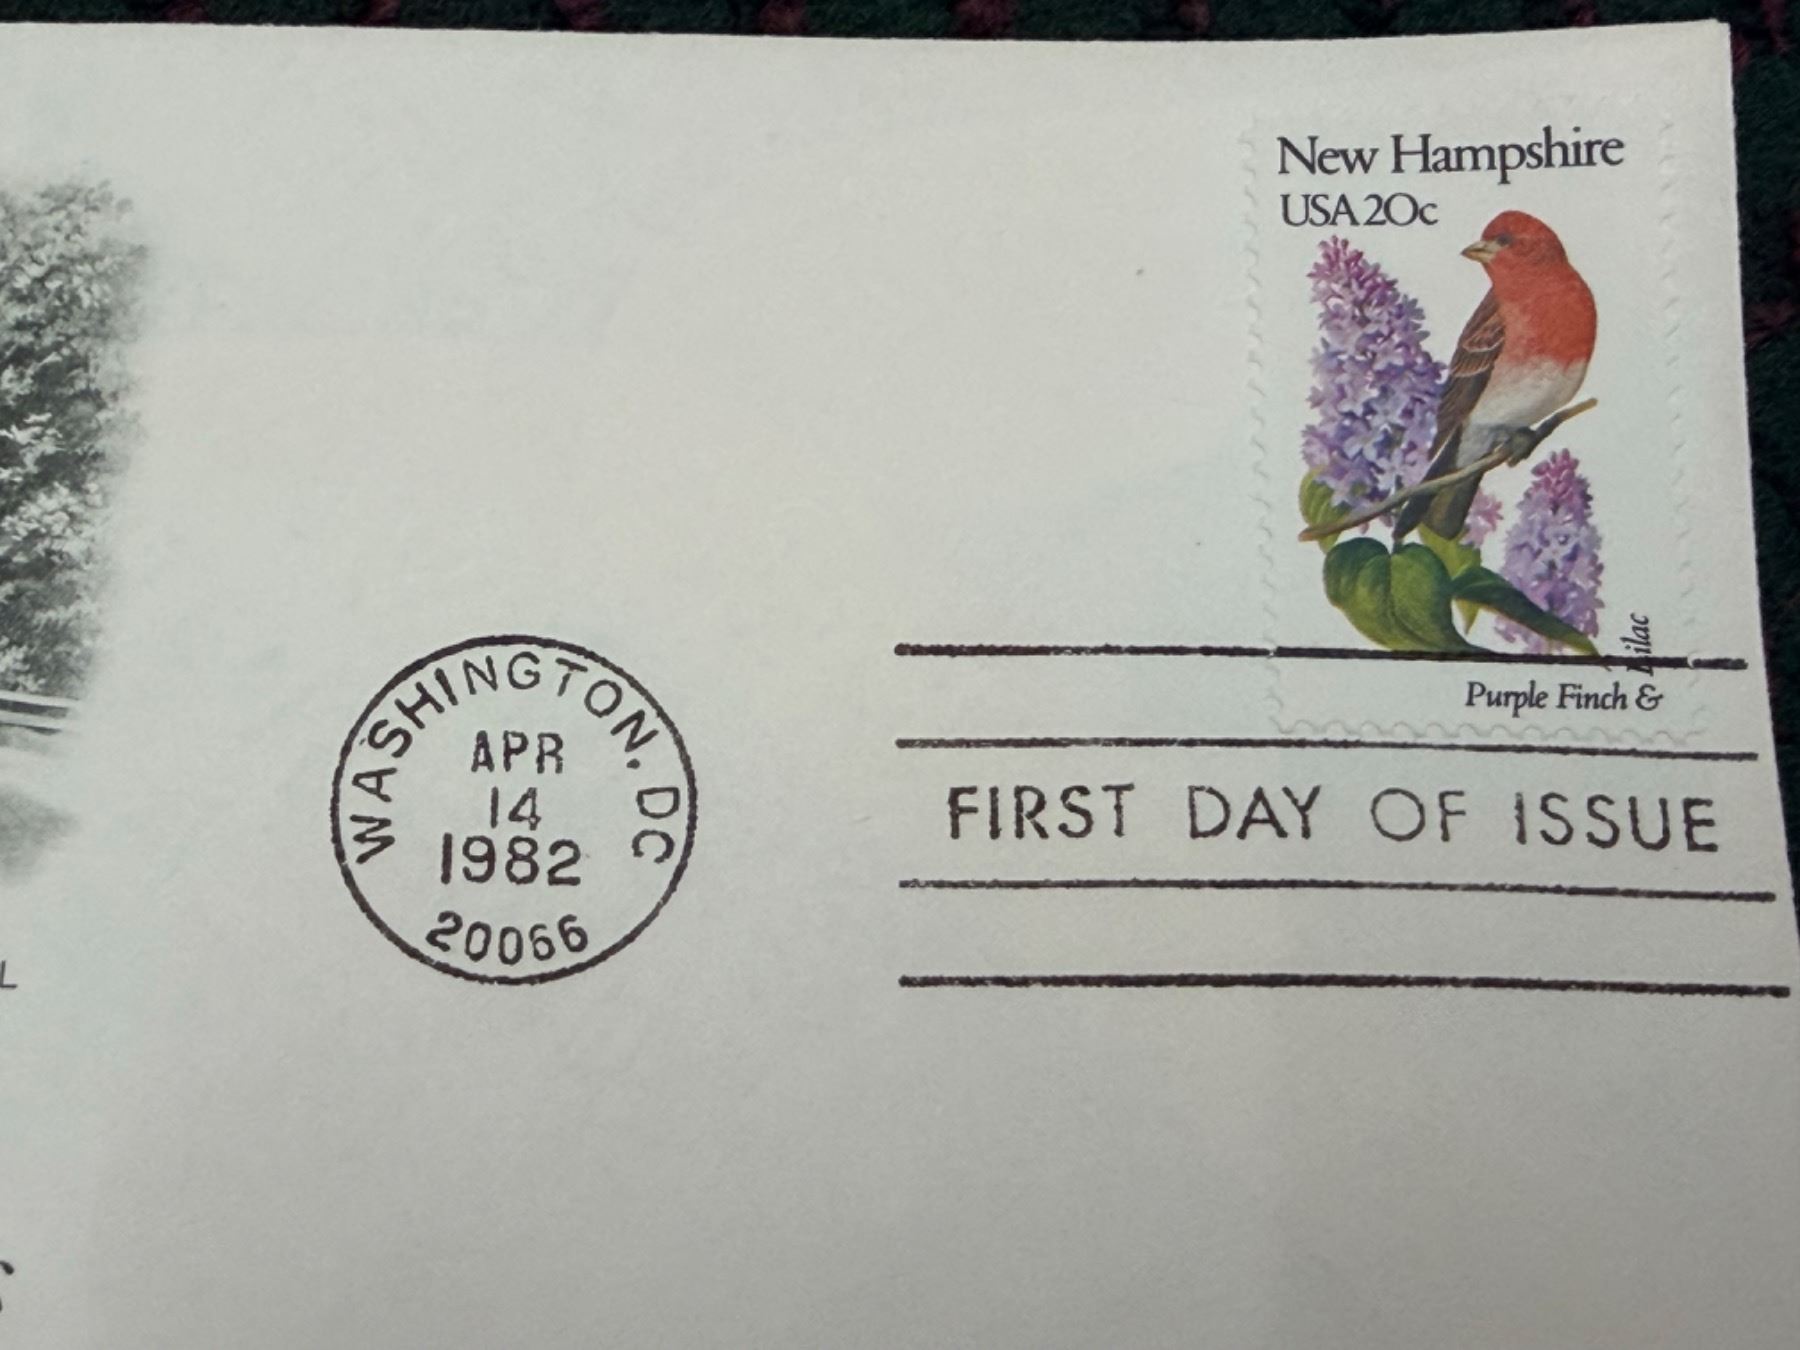 New Hampshire
USA 20c
Lilac
Purple Finch &
WASHINGTON, DC
APR
14
1982
20066
FIRST DAY OF ISSUE
L